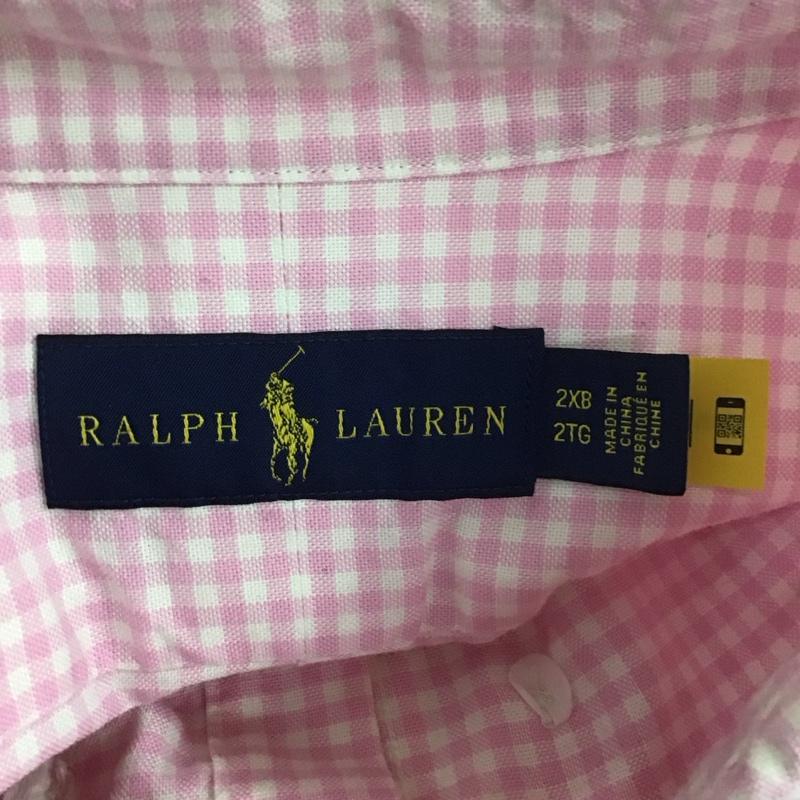 RALPH LAUREN
2XB
2TG
MADE IN
CHINA
FABRIQUÉ EN
CHINE